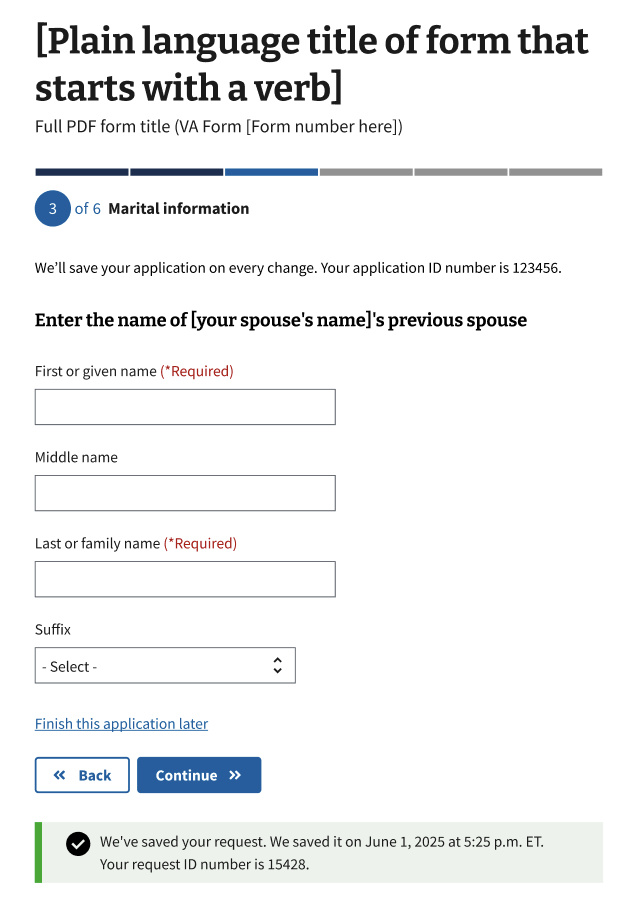 [Plain language title of form that
starts with a verb]
Full PDF form title (VA Form [Form number here])
3 of 6 Marital information
We'll save your application on every change. Your application ID number is 123456.
Enter the name of [your spouse's name]'s previous spouse
First or given name (*Required)
Middle name
Last or family name (*Required)
Suffix
- Select -
Finish this application later
Back Continue
We've saved your request. We saved it on June 1, 2025 at 5:25 p.m. ET.
Your request ID number is 15428.